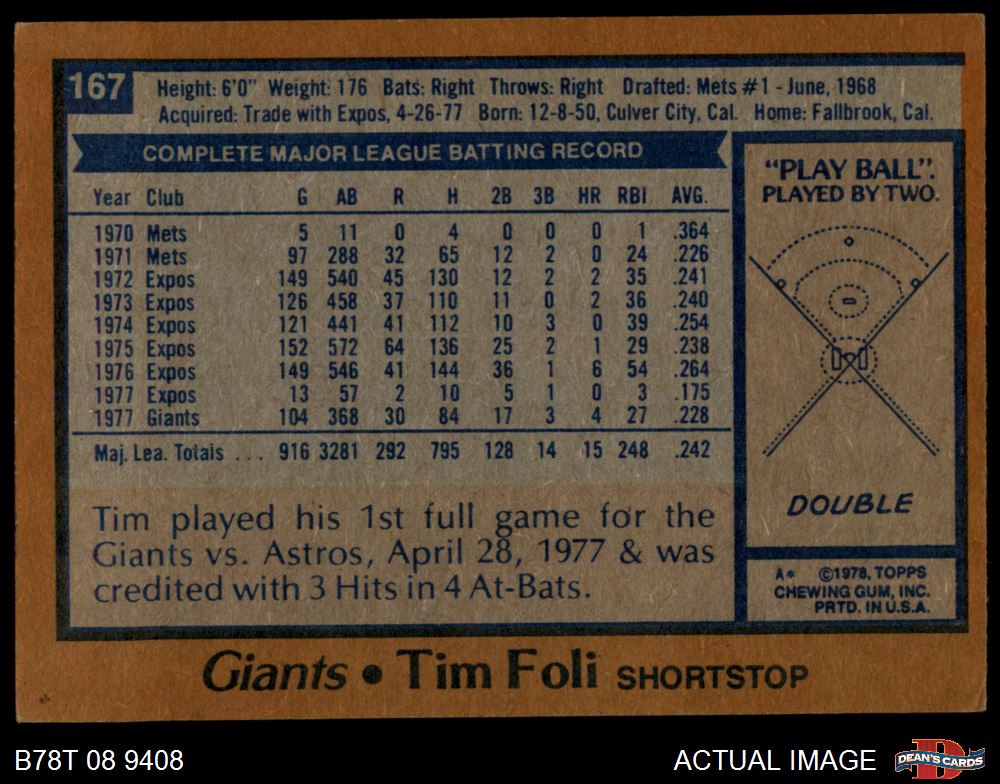 167
Height: 6'0" Weight: 176 Bats: Right Throws: Right Drafted: Mets #1 - June, 1968
Acquired: Trade with Expos, 4-26-77 Born: 12-8-50, Culver City, Cal. Home: Fallbrook, Cal.
COMPLETE MAJOR LEAGUE BATTING RECORD
Year Club G AB R H 2B 3B HR RBI AVG.
1970 Mets 5 11 0 4 0 0 0 1 .364
1971 Mets 97 288 32 65 12 2 0 24 .226
1972 Expos 149 540 45 130 12 2 2 35 .241
1973 Expos 126 458 37 110 11 0 2 36 .240
1974 Expos 121 441 41 112 10 3 0 39 .254
1975 Expos 152 572 64 136 25 2 1 29 .238
1976 Expos 149 546 41 144 36 1 6 54 .264
1977 Expos 13 57 2 10 5 1 0 3 .175
1977 Giants 104 368 30 84 17 3 4 27 .228
Maj. Lea. Totals ... 916 3281 292 795 128 14 15 248 .242
Tim played his 1st full game for the
Giants vs. Astros, April 28, 1977 & was
credited with 3 Hits in 4 At-Bats.
"PLAY BALL".
PLAYED BY TWO.
DOUBLE
A* ©1978, TOPPS
CHEWING GUM, INC.
PRTD. IN U.S.A.
Giants • Tim Foli SHORTSTOP
B78T 08 9408
ACTUAL IMAGE
D
DEAN'S CARDS